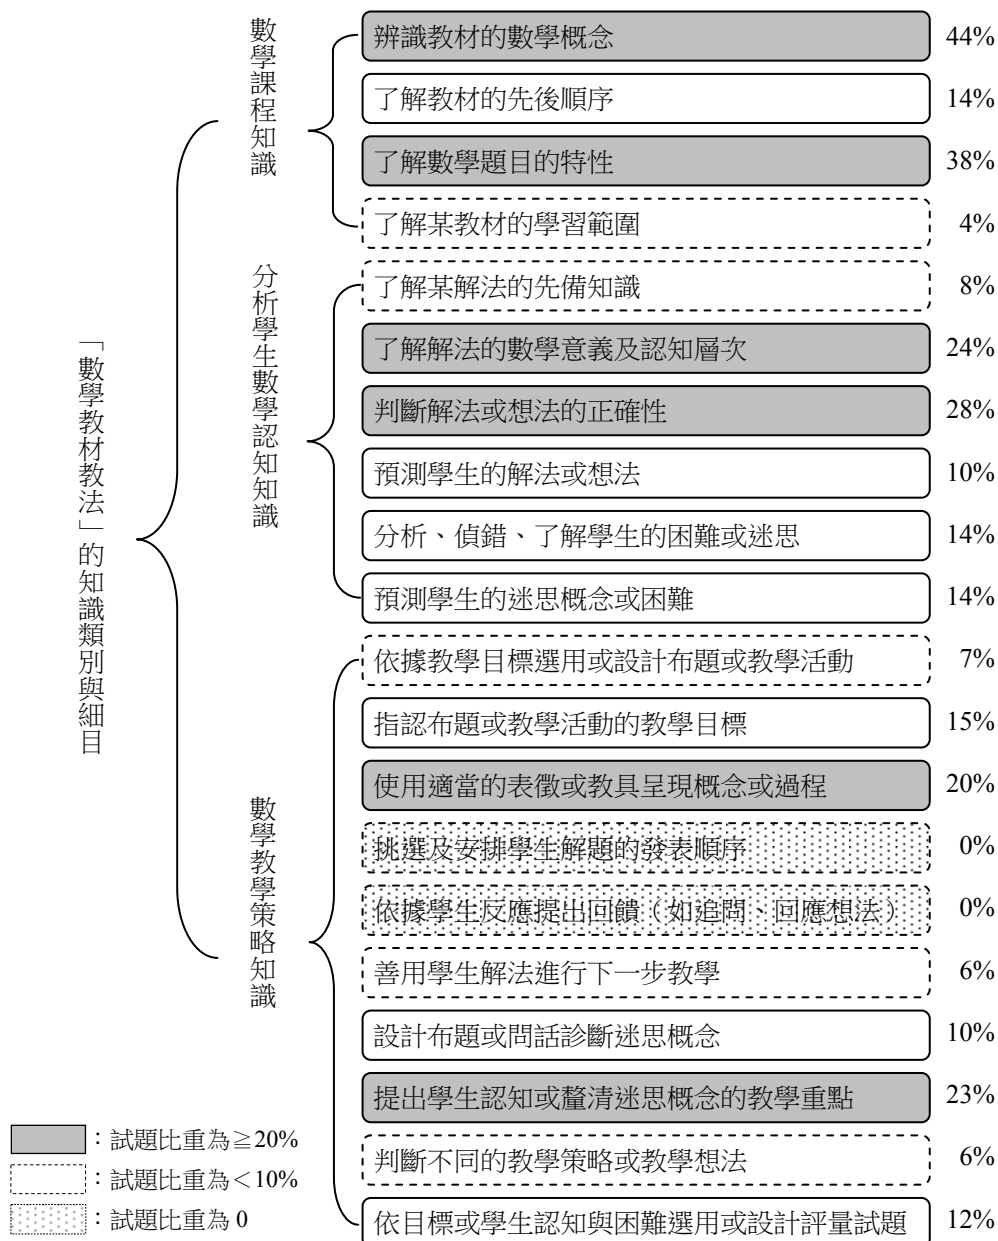 「數學教材教法」的知識類別與細目
數學課程知識
辨識教材的數學概念 44%
了解教材的先後順序 14%
了解數學題目的特性 38%
了解某教材的學習範圍 4%
分析學生數學認知知識
了解某解法的先備知識 8%
了解解法的數學意義及認知層次 24%
判斷解法或想法的正確性 28%
預測學生的解法或想法 10%
分析、偵錯、了解學生的困難或迷思 14%
預測學生的迷思概念或困難 14%
數學教學策略知識
依據教學目標選用或設計布題或教學活動 7%
指認布題或教學活動的教學目標 15%
使用適當的表徵或教具呈現概念或過程 20%
挑選及安排學生解題的發表順序 0%
依據學生反應提出回饋（如追問、回應想法） 0%
善用學生解法進行下一步教學 6%
設計布題或問話診斷迷思概念 10%
提出學生認知或釐清迷思概念的教學重點 23%
判斷不同的教學策略或教學想法 6%
依目標或學生認知與困難選用或設計評量試題 12%
：試題比重為≧20%
：試題比重為＜10%
：試題比重為 0